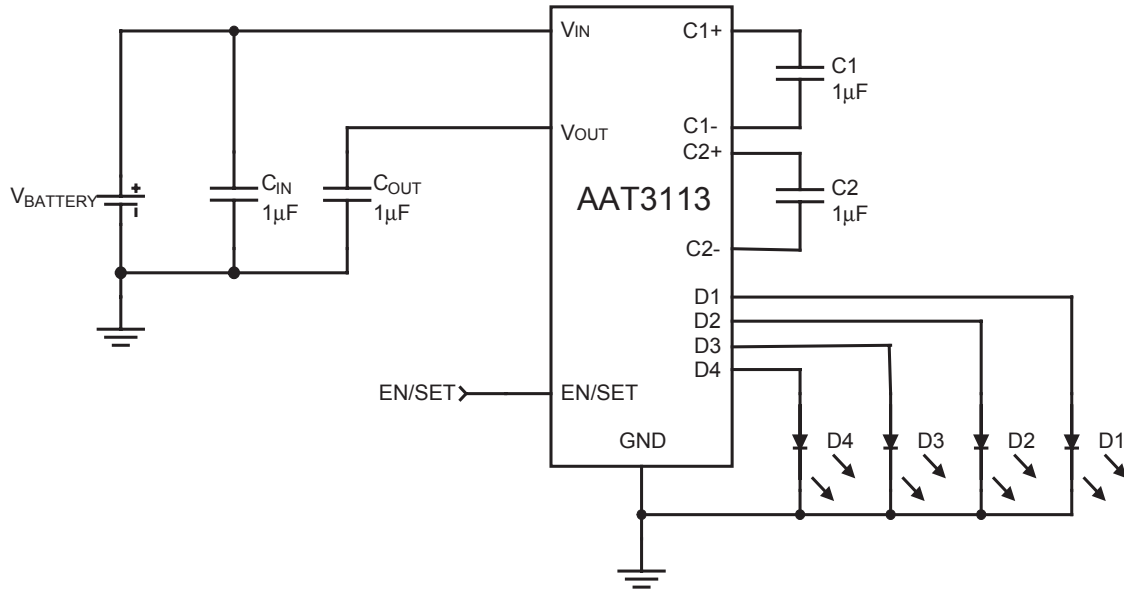 VIN
VOUT
AAT3113
EN/SET
GND
C1+
C1-
C2+
C2-
D1
D2
D3
D4
VBATTERY
+
-
CIN
1μF
COUT
1μF
EN/SET
C1
1μF
C2
1μF
D4
D3
D2
D1